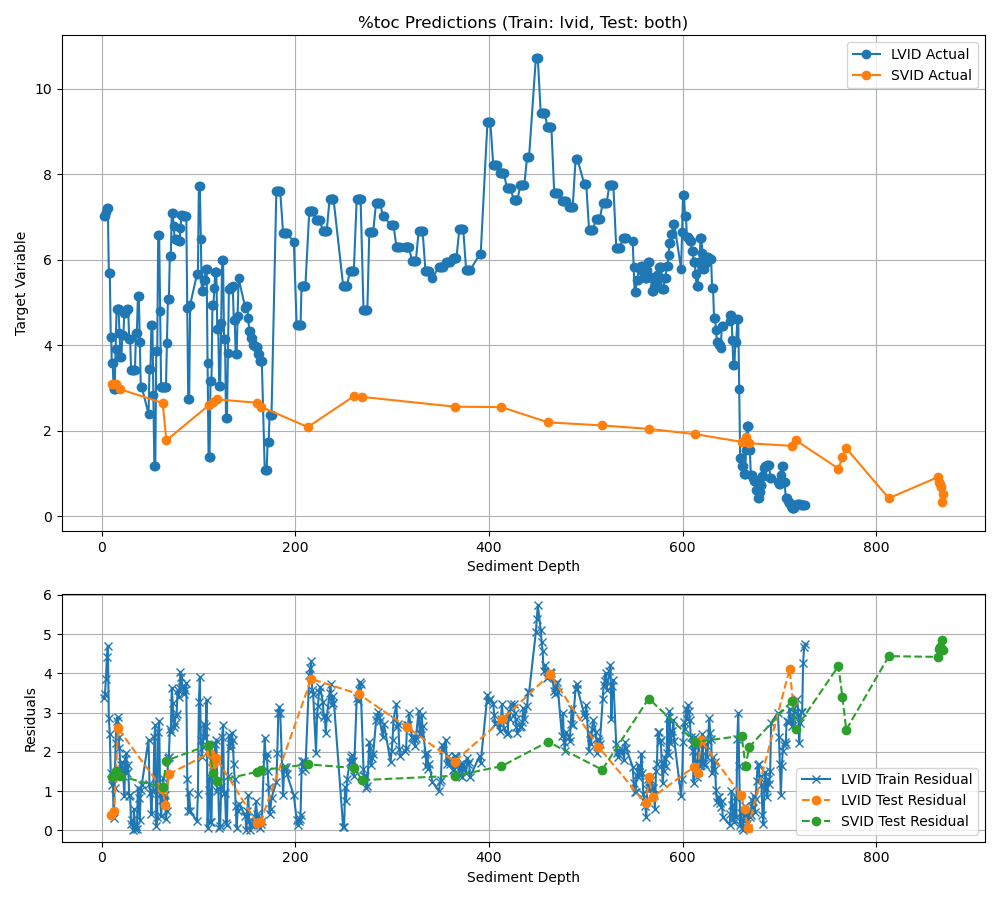 %toc Predictions (Train: lvid, Test: both)
LVID Actual
SVID Actual
Target Variable
10
8
6
4
2
0
0 200 400 600 800
Sediment Depth
Residuals
6
5
4
3
2
1
0
LVID Train Residual
LVID Test Residual
SVID Test Residual
0 200 400 600 800
Sediment Depth